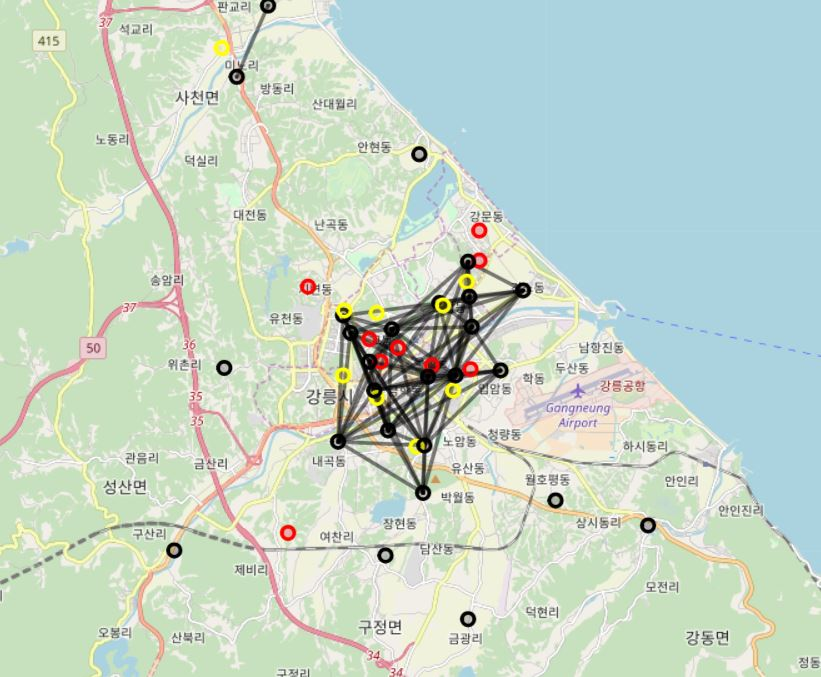 판교리
37
석교리
415
미노리
방동리
사천면
산대월리
노동리
안현동
덕실리
대전동
강문동
난곡동
송암리
37
유천동
36
50
남항진동
위촌리
두산동
학동
입암동
강릉시
강릉공항
35
Gangneung
Airport
35
청량동
노암동
하시동리
관음리
내곡동
금산리
유산동
안인리
월호평동
성산면
박월동
안인진리
장현동
상시동리
구산리
여찬리
담산동
제비리
모전리
덕현리
오봉리
산북리
구정면
금광리
강동면
34
34
구정리